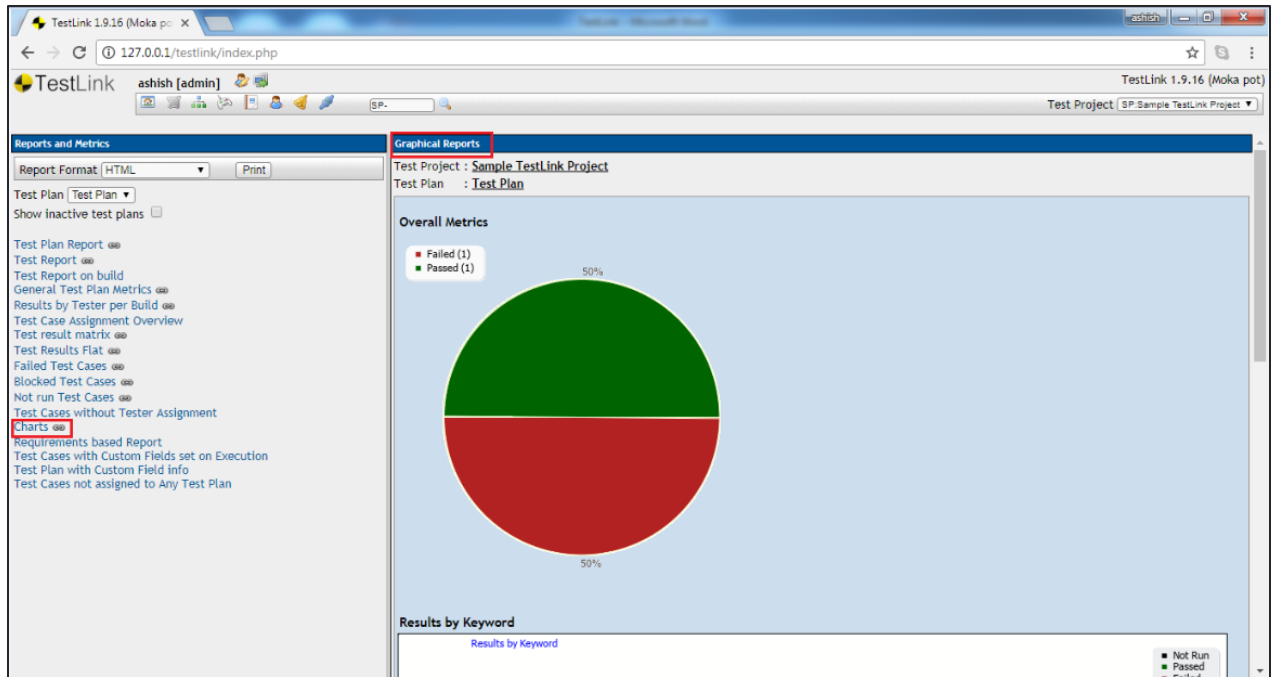 TestLink 1.9.16 (Moka po
ashish
127.0.0.1/testlink/index.php
TestLink ashish [admin]
TestLink 1.9.16 (Moka pot)
SP-
Test Project SP:Sample TestLink Project
Reports and Metrics
Report Format HTML Print
Test Plan Test Plan
Show inactive test plans
Test Plan Report
Test Report
Test Report on build
General Test Plan Metrics
Results by Tester per Build
Test Case Assignment Overview
Test result matrix
Test Results Flat
Failed Test Cases
Blocked Test Cases
Not run Test Cases
Test Cases without Tester Assignment
Charts
Requirements based Report
Test Cases with Custom Fields set on Execution
Test Plan with Custom Field info
Test Cases not assigned to Any Test Plan
Graphical Reports
Test Project : Sample TestLink Project
Test Plan : Test Plan
Overall Metrics
Failed (1)
Passed (1)
50%
50%
Results by Keyword
Results by Keyword
Not Run
Passed
Failed